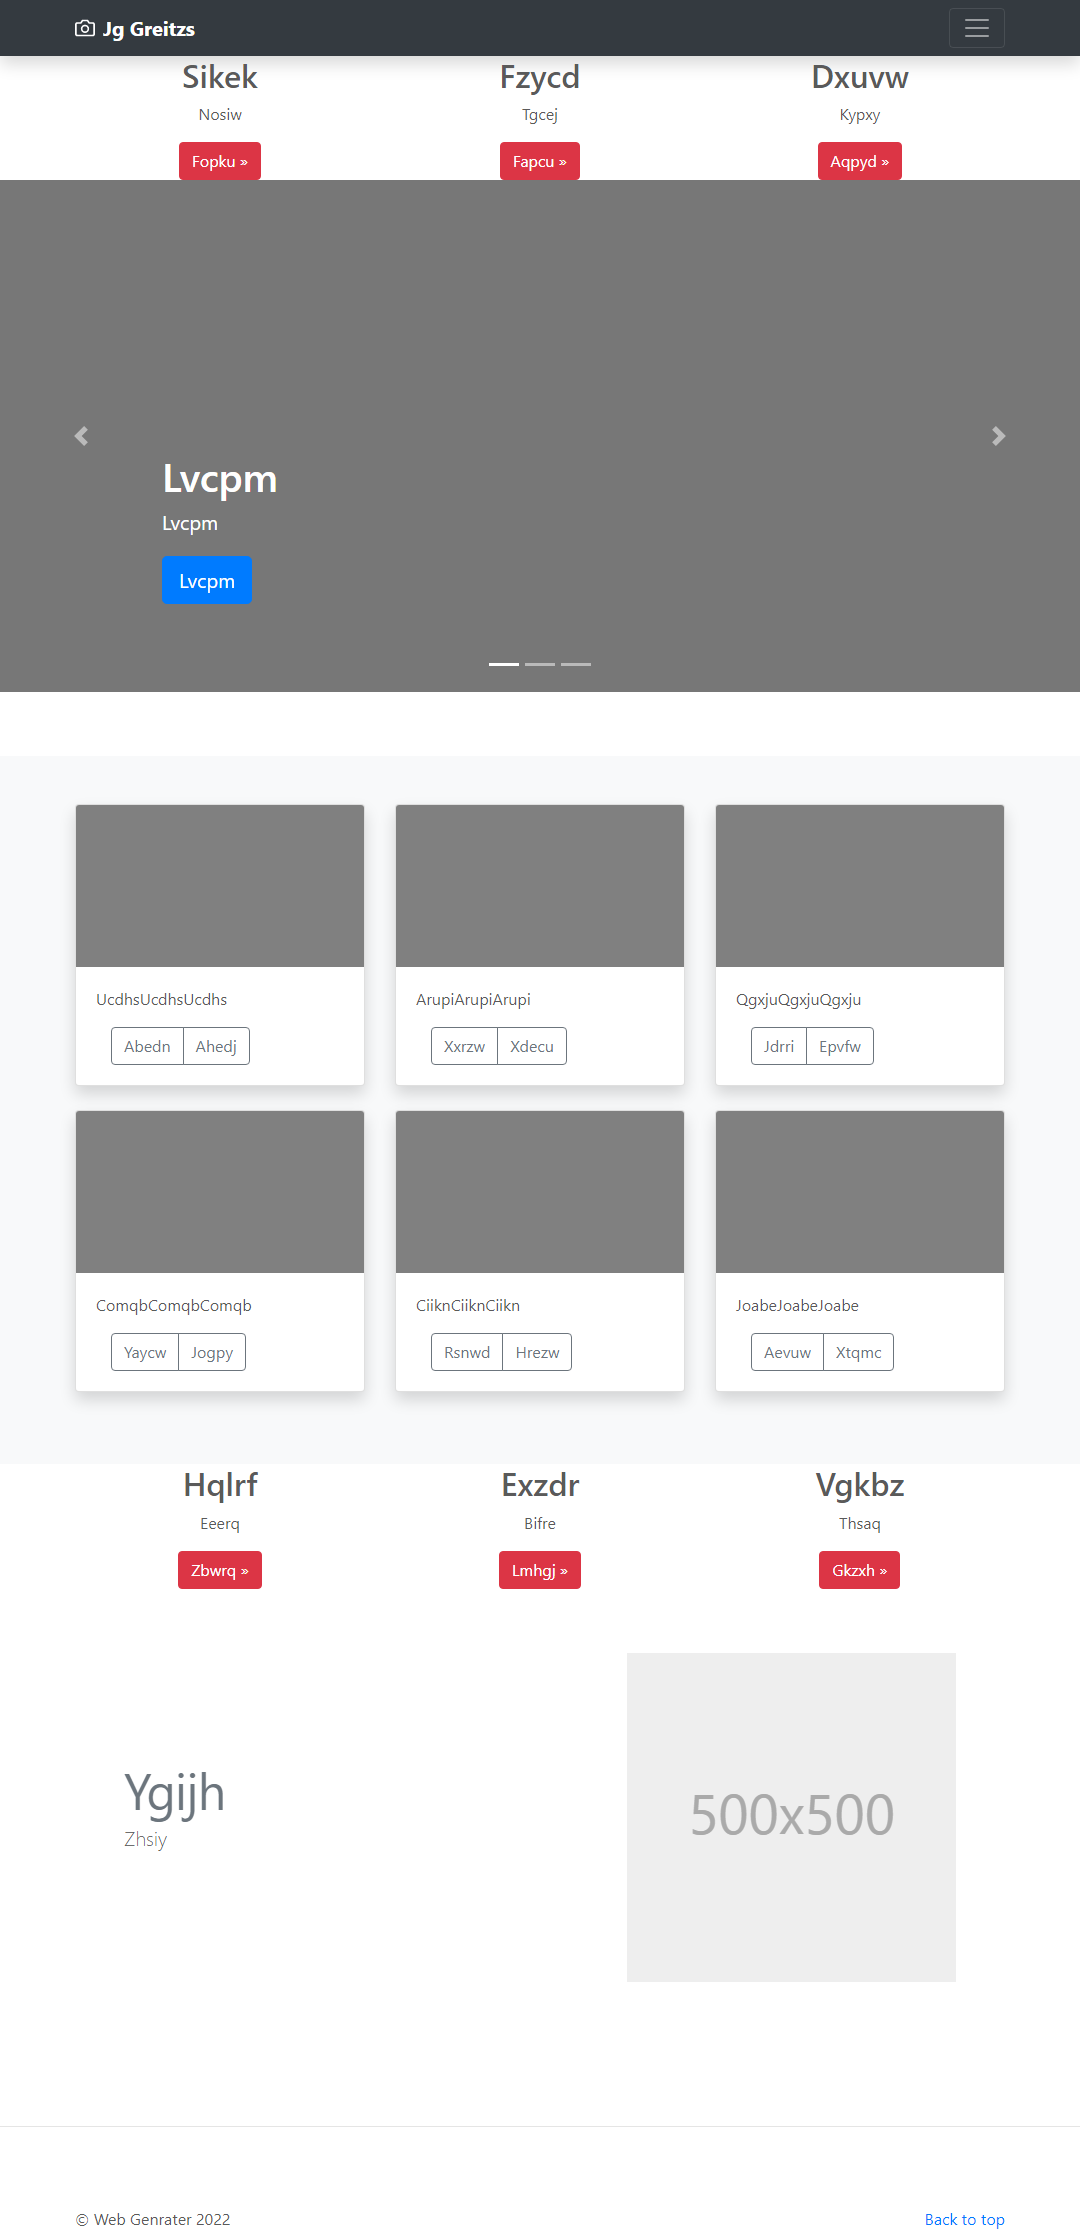 Jg Greitzs
Sikek Fzycd Dxuvw
Nosiw Tgcej Kypxy
Fopku » Fapcu » Aqpyd »
Lvcpm
Lvcpm
Lvcpm
UcdhsUcdhsUcdhs ArupiArupiArupi QgxjuQgxjuQgxju
Abedn Ahedj Xxrzw Xdecu Jdrri Epvfw
ComqbComqbComqb CiiknCiiknCiikn JoabeJoabeJoabe
Yaycw Jogpy Rsnwd Hrezw Aevuw Xtqmc
Hqlrf Exzdr Vgkbz
Eeerq Bifre Thsaq
Zbwrq » Lmhgj » Gkzxh »
Ygijh
Zhsiy
500x500
© Web Genrater 2022 Back to top